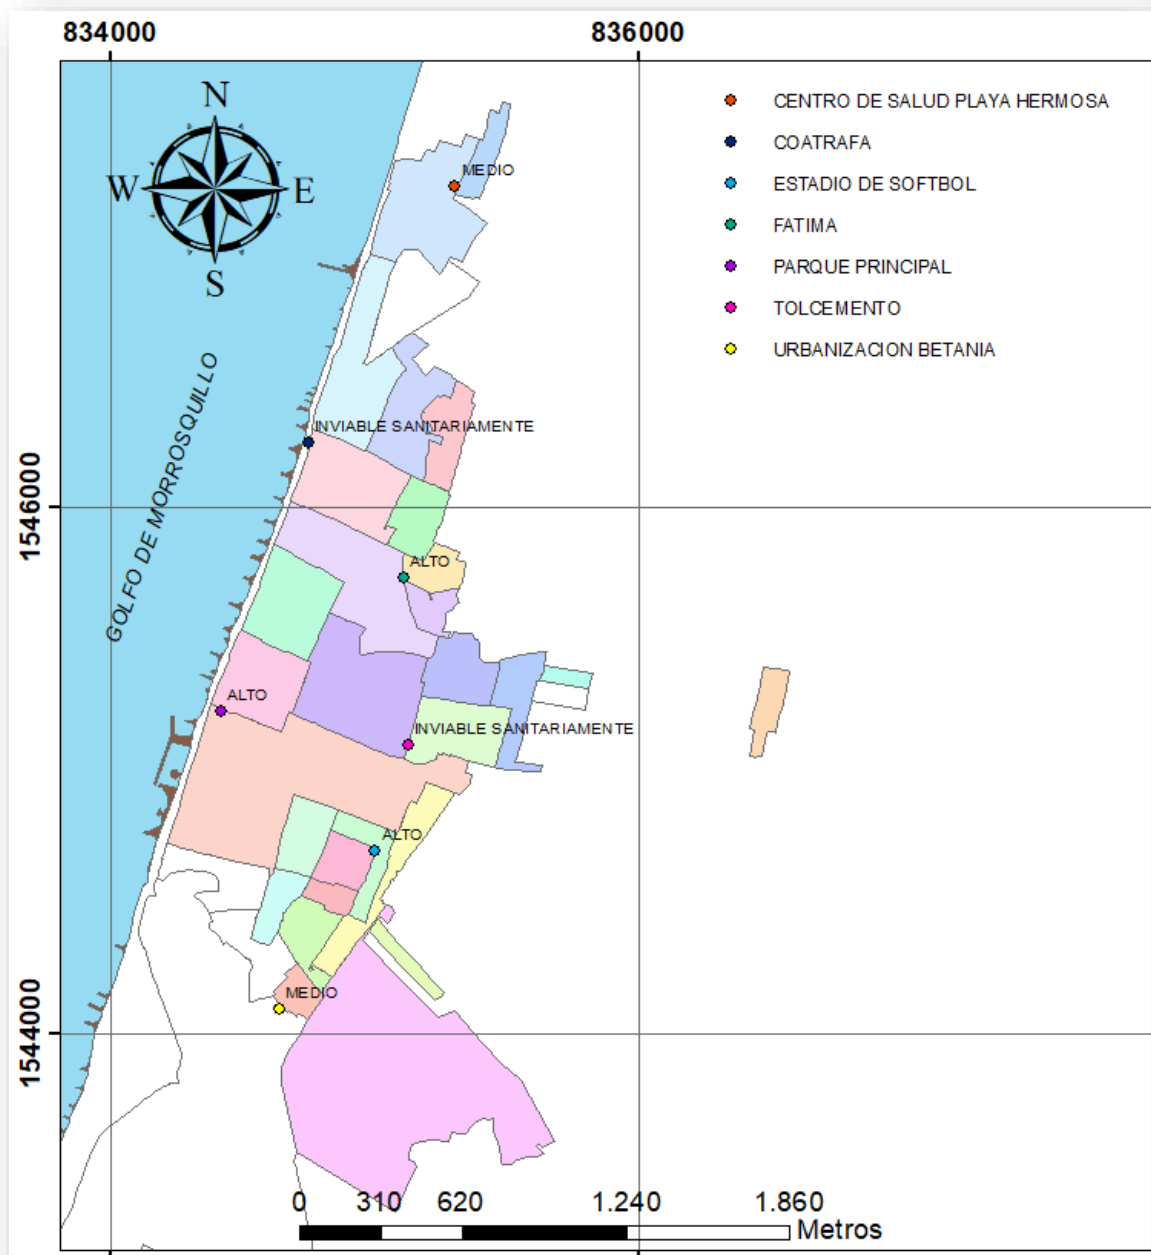 834000
836000
N
W
E
S
CENTRO DE SALUD PLAYA HERMOSA
COATRAFA
ESTADIO DE SOFTBOL
FATIMA
PARQUE PRINCIPAL
TOLCEMENTO
URBANIZACION BETANIA
MEDIO
GOLFO DE MORROSQUILLO
INVIABLE SANITARIAMENTE
1546000
ALTO
ALTO
INVIABLE SANITARIAMENTE
ALTO
MEDIO
1544000
0 310 620 1.240 1.860
Metros